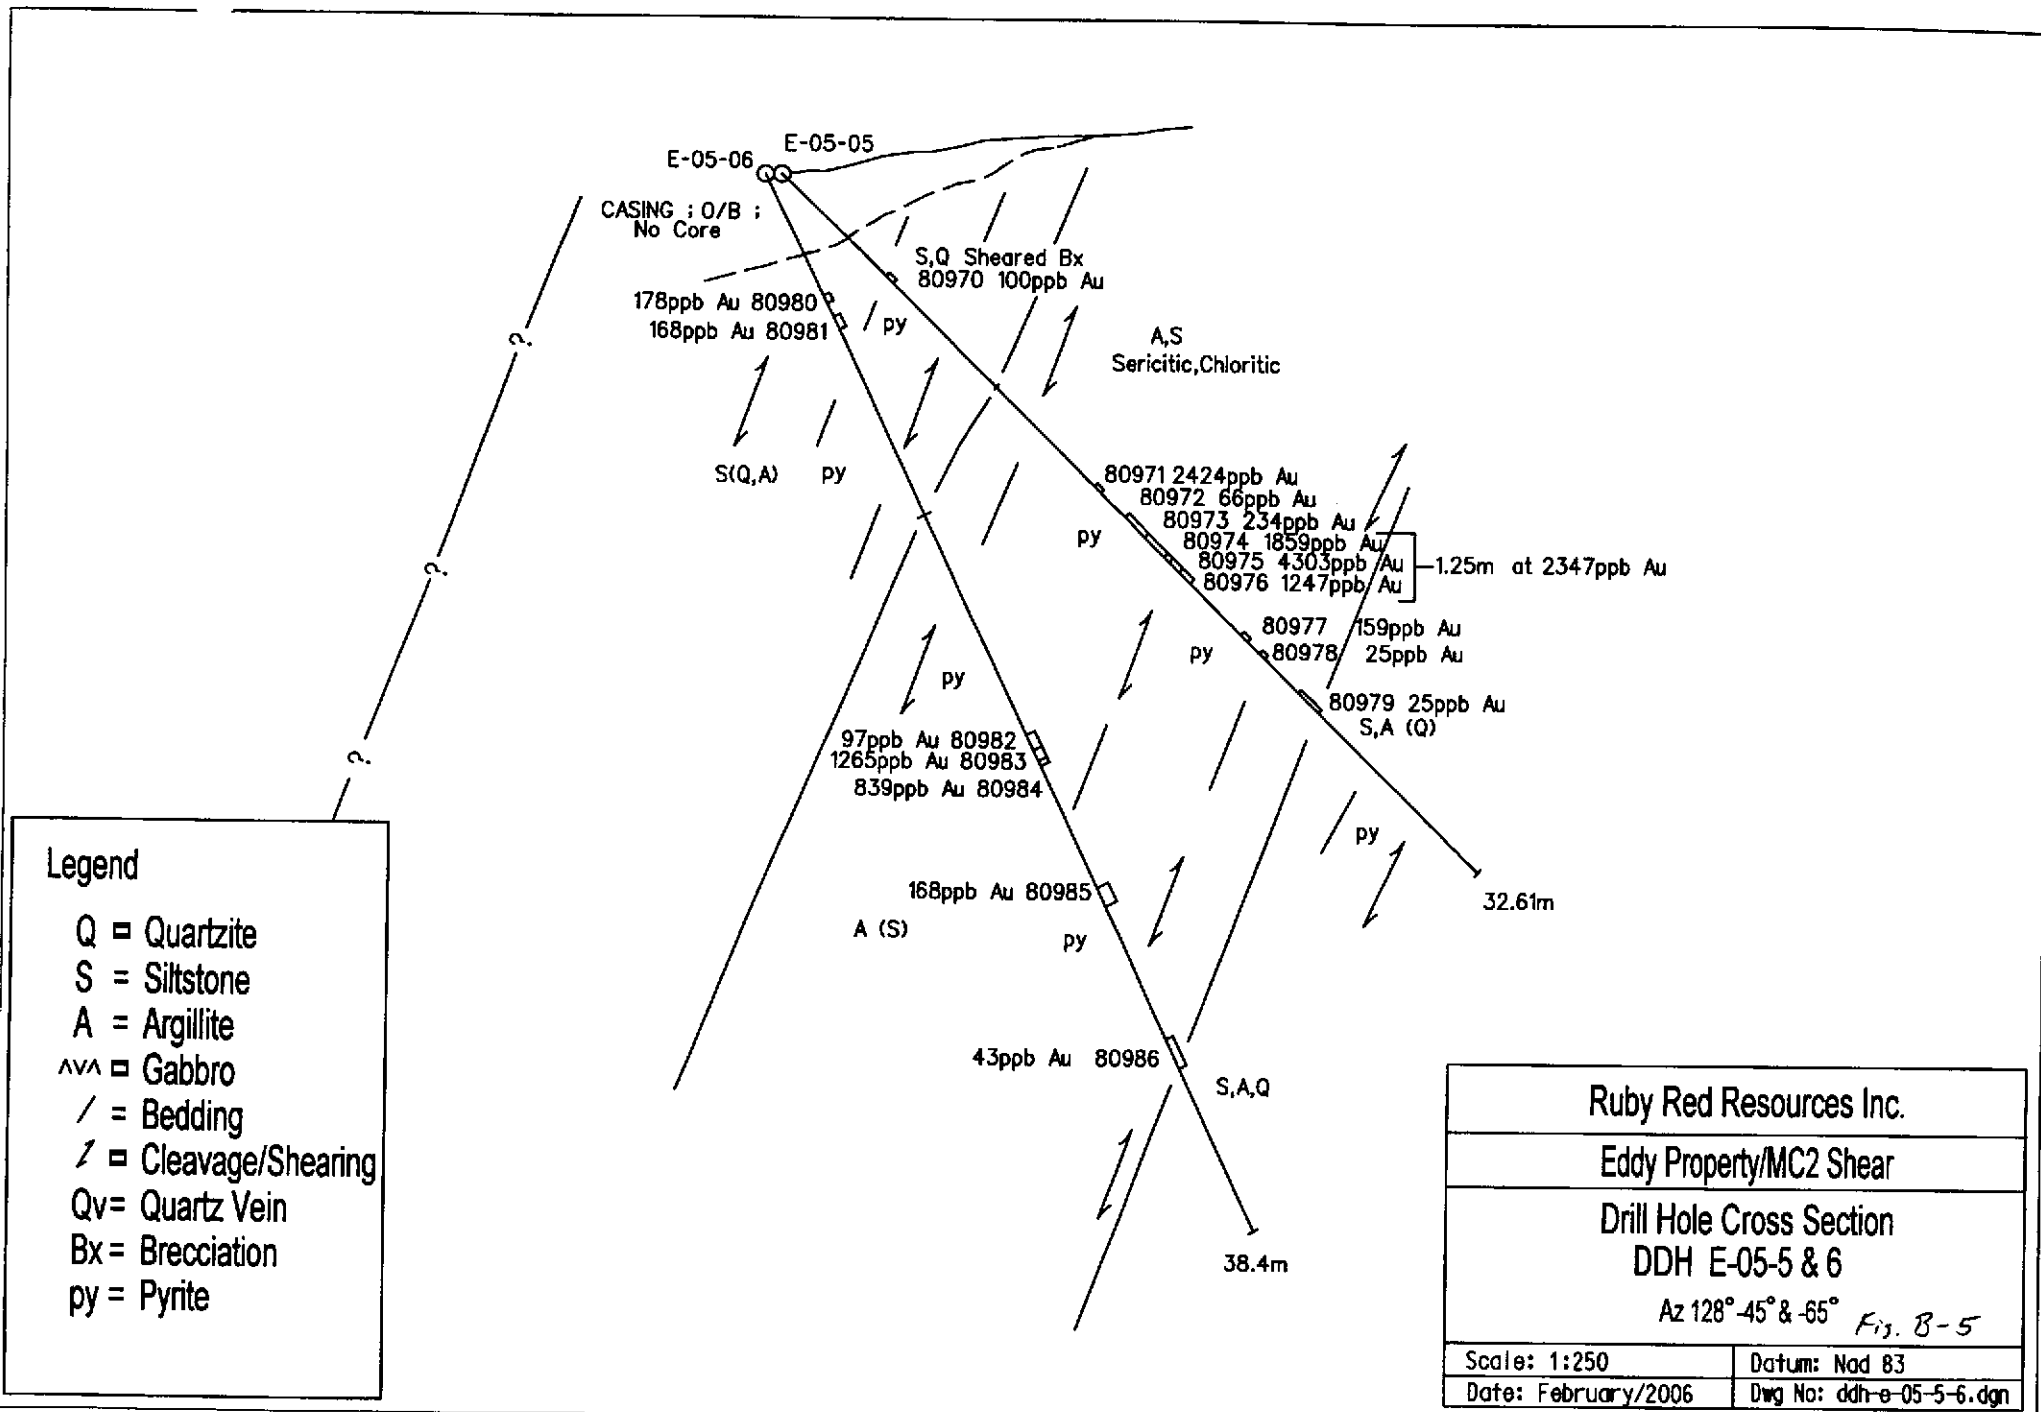 E-05-06
E-05-05
CASING ; O/B ;
No Core
S,Q Sheared Bx
80970 100ppb Au
178ppb Au 80980
168ppb Au 80981
py
A,S
Sericitic,Chloritic
S(Q,A)
py
80971 2424ppb Au
80972 66ppb Au
80973 234ppb Au
80974 1859ppb Au
80975 4303ppb Au
80976 1247ppb Au
1.25m at 2347ppb Au
py
80977 159ppb Au
80978 25ppb Au
py
80979 25ppb Au
S,A (Q)
py
97ppb Au 80982
1265ppb Au 80983
839ppb Au 80984
py
32.61m
168ppb Au 80985
A (S)
py
43ppb Au 80986
S,A,Q
38.4m
?
?
?
Legend
Q = Quartzite
S = Siltstone
A = Argillite
^v^ = Gabbro
/ = Bedding
= Cleavage/Shearing
Qv= Quartz Vein
Bx = Brecciation
py = Pyrite
Ruby Red Resources Inc.
Eddy Property/MC2 Shear
Drill Hole Cross Section
DDH E-05-5 & 6
Az 128° -45° & -65°
Fig. B-5
Scale: 1:250
Datum: Nad 83
Date: February/2006
Dwg No: ddh-e-05-5-6.dgn